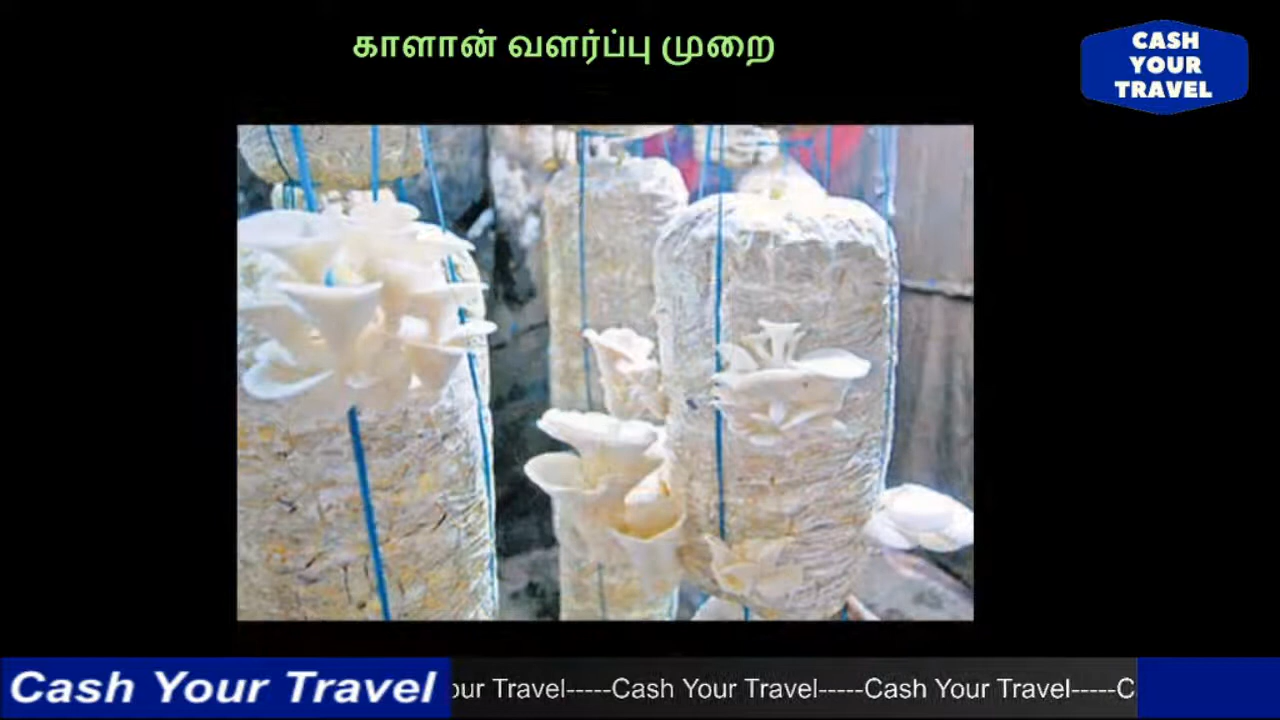 காளான் வளர்ப்பு முறை
CASH
YOUR
TRAVEL
Cash Your Travel
our Travel-----Cash Your Travel-----Cash Your Travel-----C